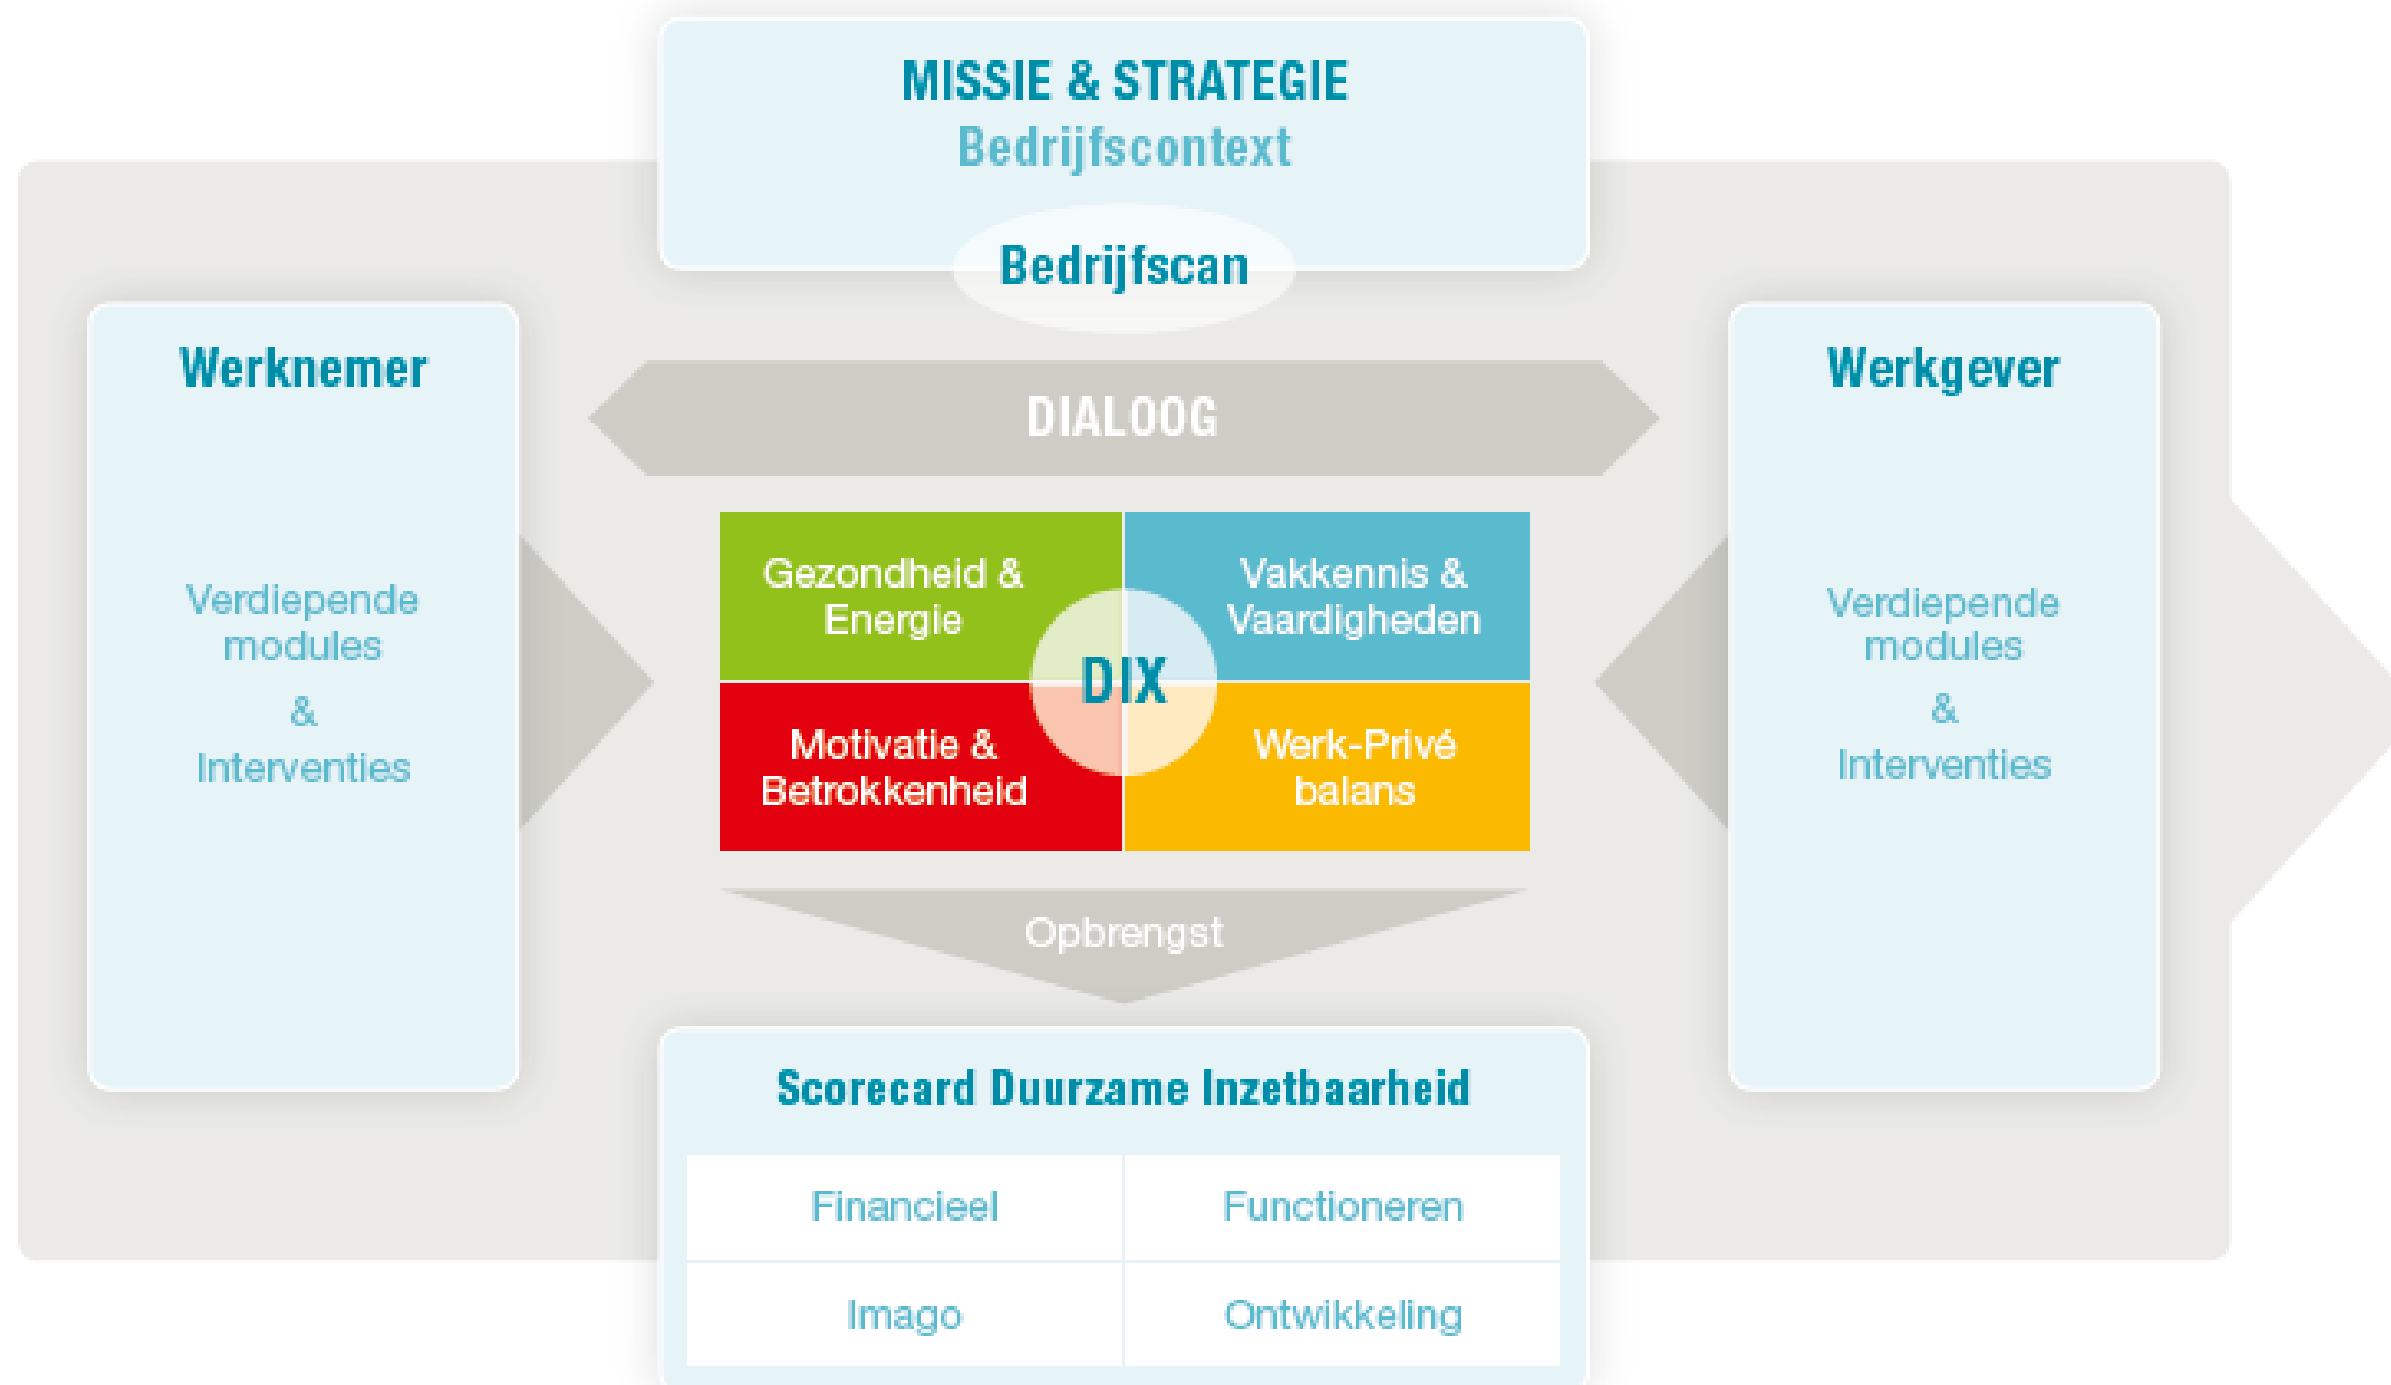 MISSIE & STRATEGIE
Bedrijfscontext
Bedrijfscan
Werknemer
Verdiepende
modules
&
Interventies
DIALOOG
Gezondheid &
Energie
Vakkennis &
Vaardigheden
DIX
Motivatie &
Betrokkenheid
Werk-Privé
balans
Opbrengst
Werkgever
Verdiepende
modules
&
Interventies
Scorecard Duurzame Inzetbaarheid
Financieel
Functioneren
Imago
Ontwikkeling